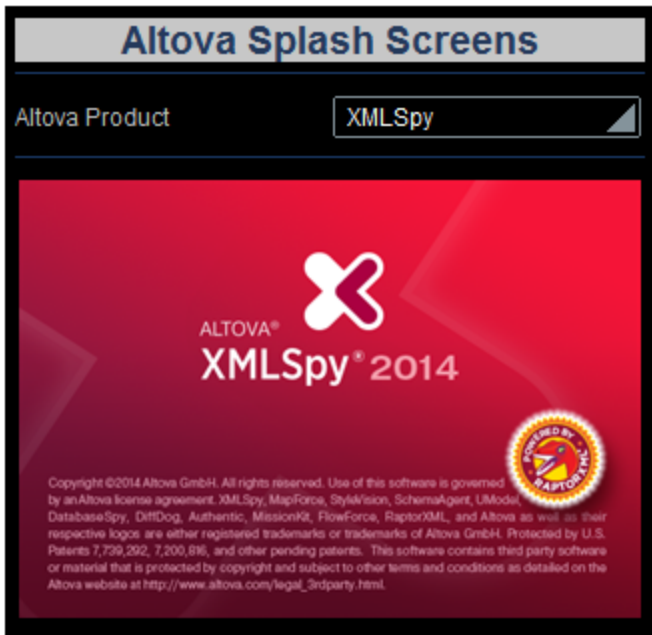 Altova Splash Screens
Altova Product
XMLSpy
ALTOVA®
XMLSpy® 2014
POWERED BY
RAPTORXML
Copyright ©2014 Altova GmbH. All rights reserved. Use of this software is governed
by an Altova license agreement. XMLSpy, MapForce, StyleVision, SchemaAgent, UModel,
DatabaseSpy, DiffDog, Authentic, MissionKit, FlowForce, RaptorXML, and Altova as well as their
respective logos are either registered trademarks or trademarks of Altova GmbH. Protected by U.S.
Patents 7,739,292, 7,200,816, and other pending patents. This software contains third party software
or material that is protected by copyright and subject to other terms and conditions as detailed on the
Altova website at http://www.altova.com/legal_3rdparty.html.